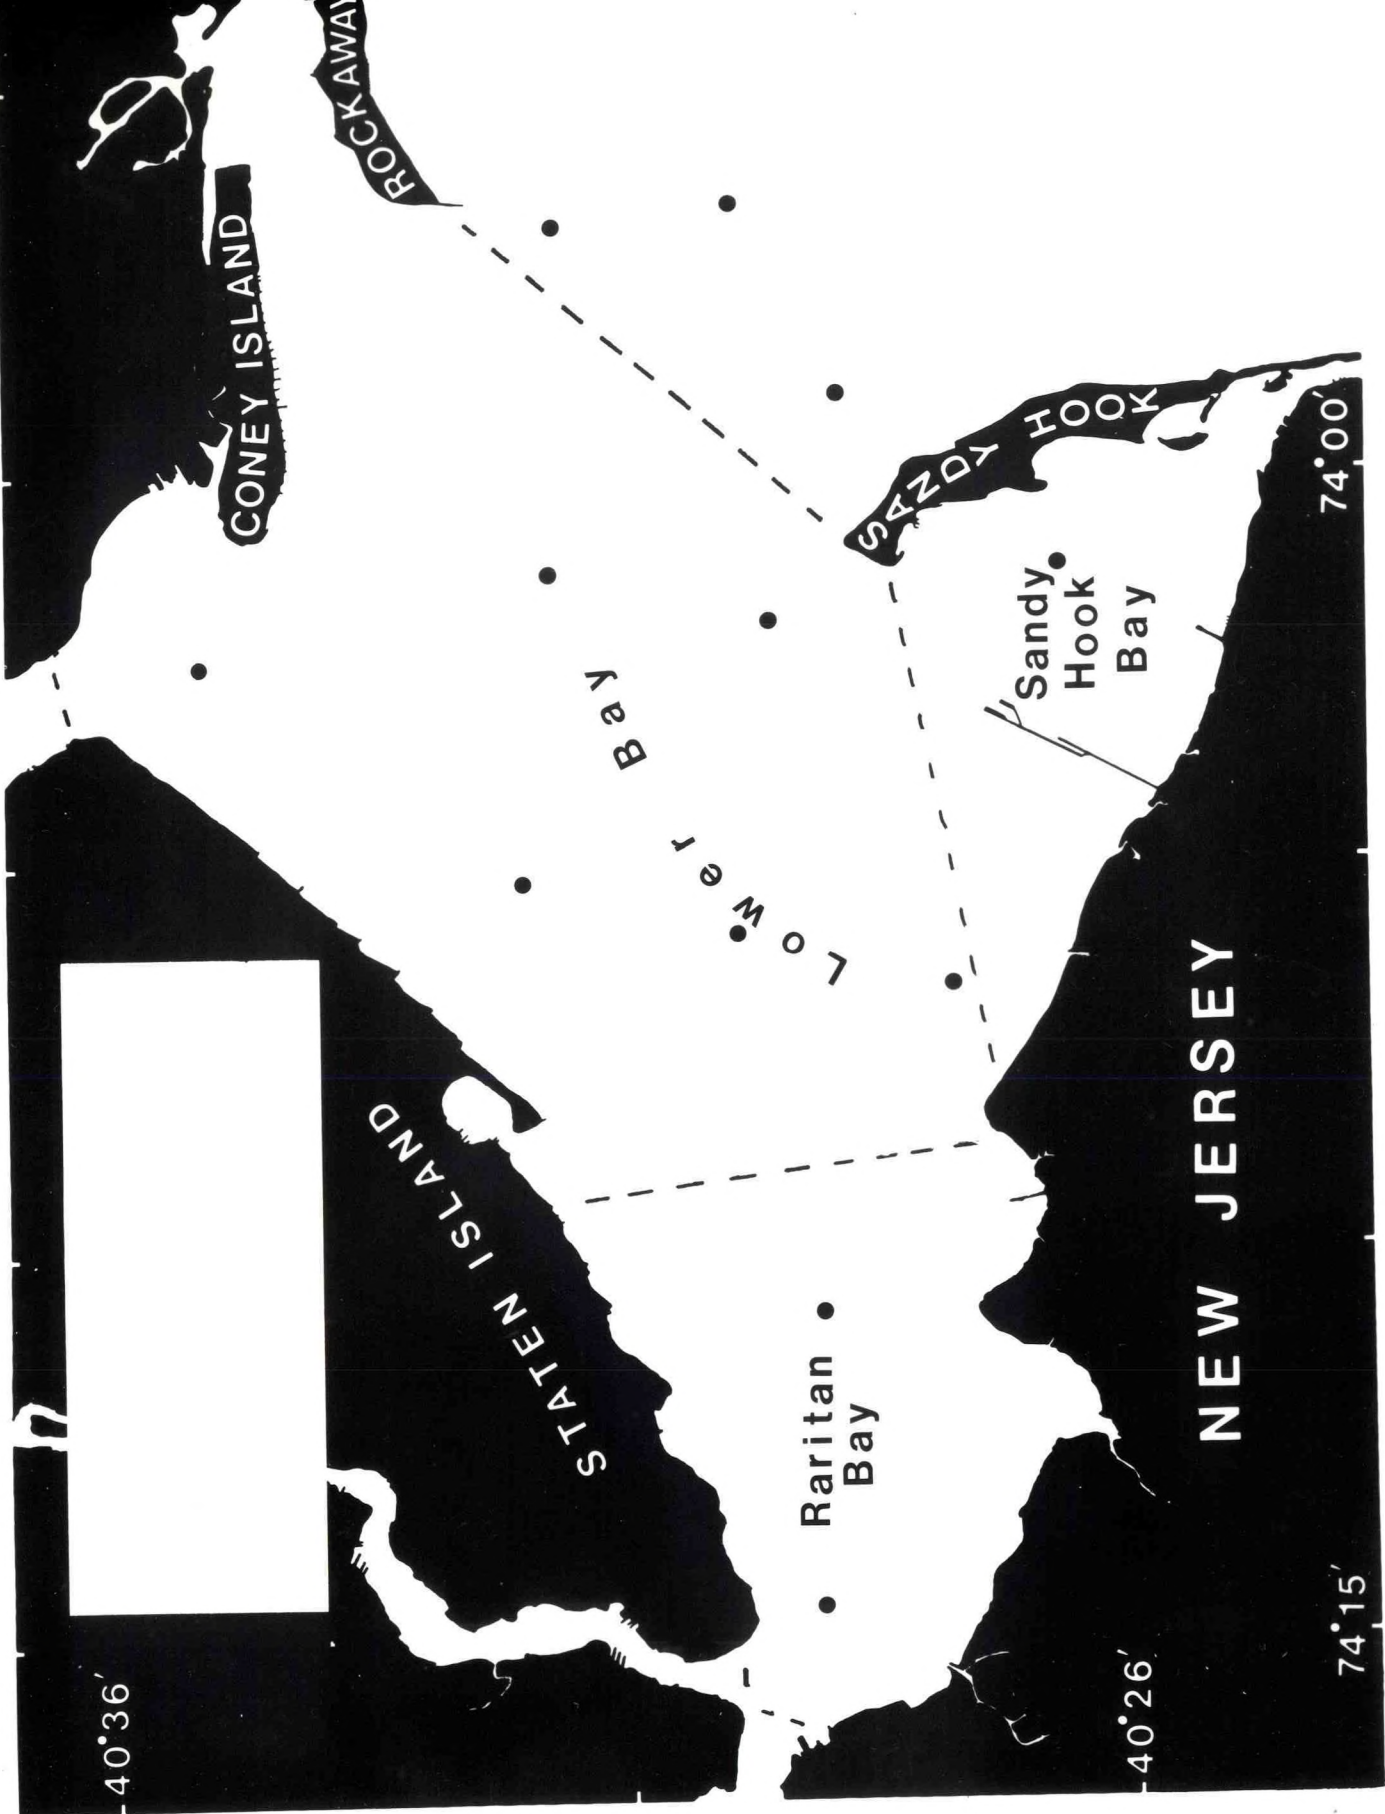 40°36′
STATEN ISLAND
CONEY ISLAND
ROCKAWAY
Lower Bay
Raritan
Bay
Sandy
Hook
Bay
SANDY HOOK
40°26′
NEW JERSEY
74°15′
74°00′